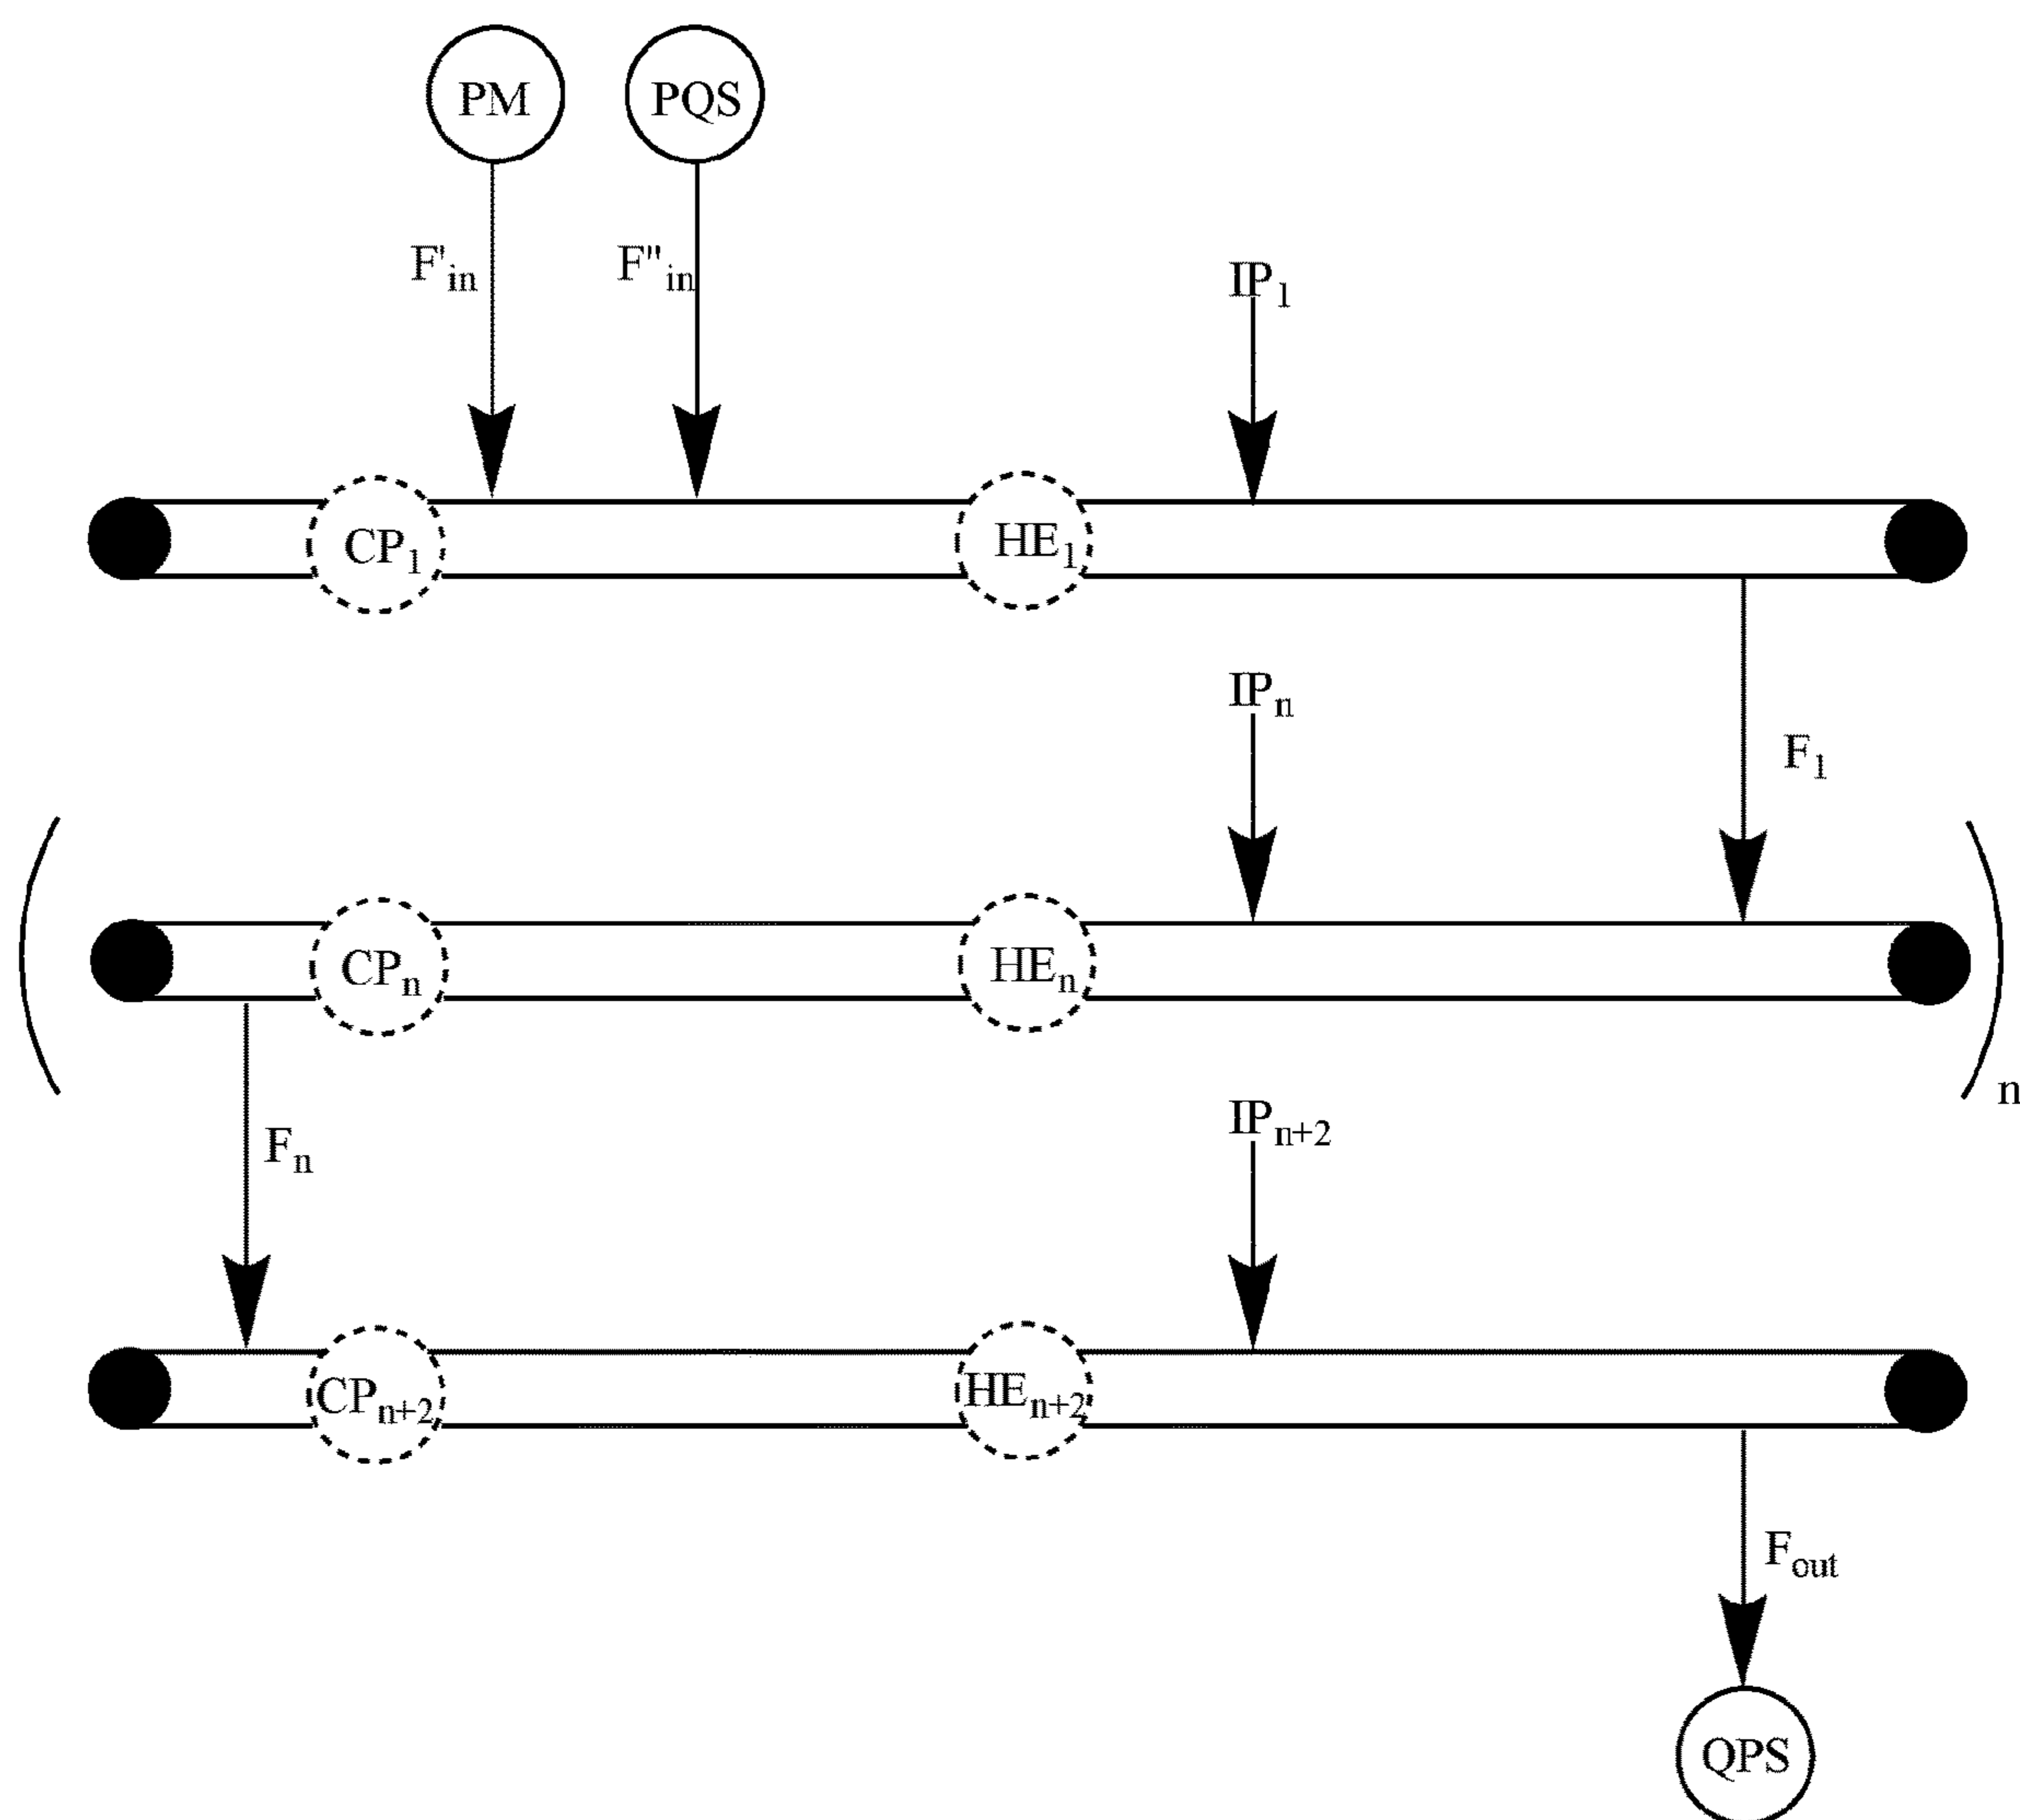 PM
PQS
F'in
F"in
IP1
CP1
HE1
IPn
F1
CPn
HEn
n
Fn
IPn+2
CPn+2
HEn+2
Fout
QPS